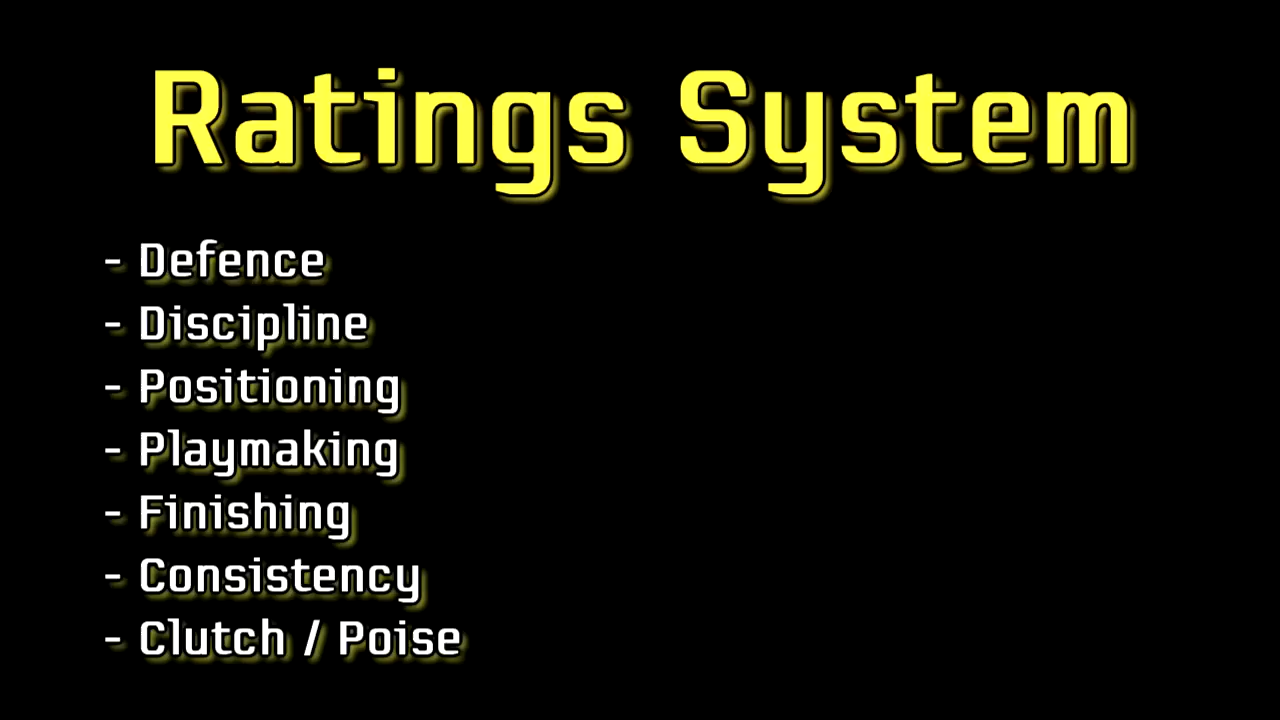 Ratings System
- Defence
- Discipline
- Positioning
- Playmaking
- Finishing
- Consistency
- Clutch / Poise